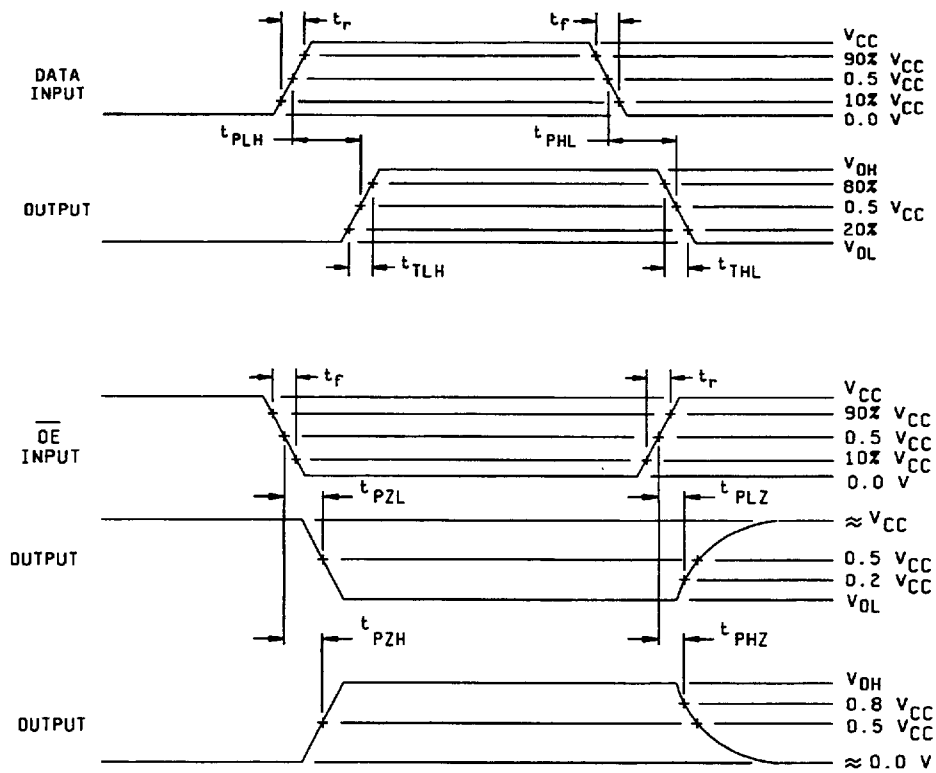 t_r t_f V_CC
90% V_CC
DATA INPUT 0.5 V_CC
10% V_CC
0.0 V
t_PLH t_PHL
V_OH
80%
OUTPUT 0.5 V_CC
20%
V_OL
t_TLH t_THL
t_f t_r V_CC
90% V_CC
O̅E̅ INPUT 0.5 V_CC
10% V_CC
0.0 V
t_PZL t_PLZ
≈ V_CC
OUTPUT 0.5 V_CC
0.2 V_CC
V_OL
t_PZH t_PHZ
V_OH
0.8 V_CC
OUTPUT 0.5 V_CC
≈ 0.0 V